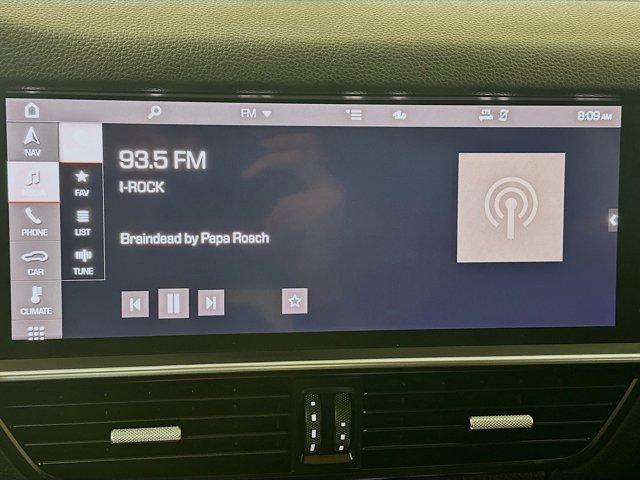 FM
LTE
8:09 AM
NAV
PHONE
CAR
CLIMATE
FAV
LIST
TUNE
93.5 FM
I-ROCK
Braindead by Papa Roach